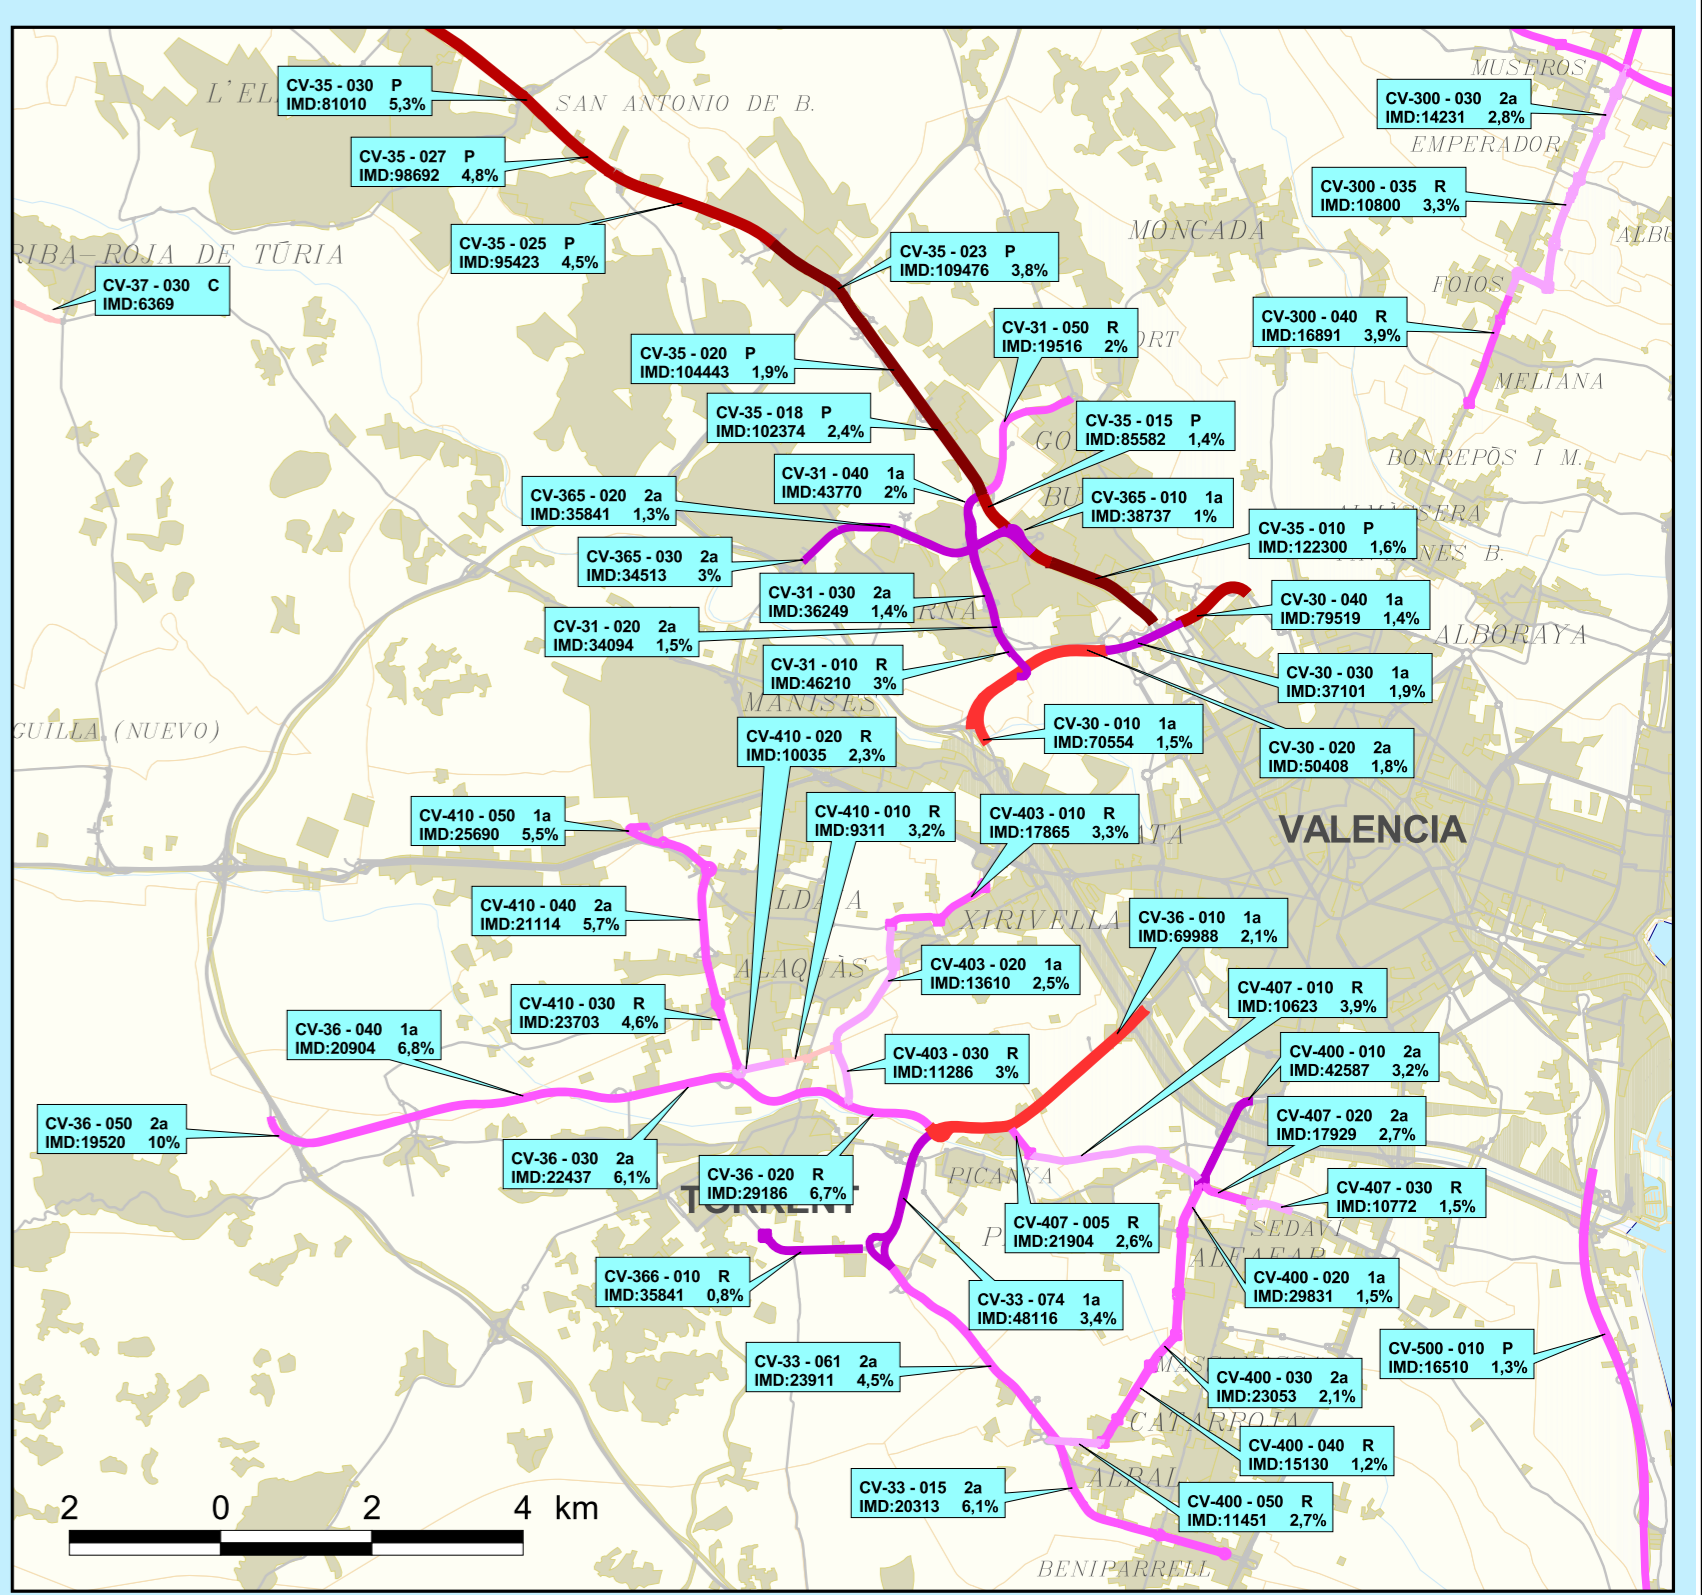 MUSEROS
L'EL
CV-35 - 030 P
IMD:81010 5,3%
SAN ANTONIO DE B.
CV-300 - 030 2a
IMD:14231 2,8%
EMPERADOR
CV-35 - 027 P
IMD:98692 4,8%
CV-300 - 035 R
IMD:10800 3,3%
MONCADA
ALBU
RIBA-ROJA DE TÚRIA
CV-35 - 025 P
IMD:95423 4,5%
CV-35 - 023 P
IMD:109476 3,8%
CV-37 - 030 C
IMD:6369
FOIOS
CV-300 - 040 R
IMD:16891 3,9%
CV-31 - 050 R
IMD:19516 2%
ORT
CV-35 - 020 P
IMD:104443 1,9%
MELIANA
CV-35 - 018 P
IMD:102374 2,4%
CV-35 - 015 P
IMD:85582 1,4%
GO
BONREPÒS I M.
CV-31 - 040 1a
IMD:43770 2%
CV-365 - 020 2a
IMD:35841 1,3%
BU
CV-365 - 010 1a
IMD:38737 1%
ALMÀSSERA
CV-35 - 010 P
IMD:122300 1,6%
NES B.
CV-365 - 030 2a
IMD:34513 3%
CV-31 - 030 2a
IMD:36249 1,4%
RNA
CV-30 - 040 1a
IMD:79519 1,4%
ALBORAYA
CV-31 - 020 2a
IMD:34094 1,5%
CV-31 - 010 R
IMD:46210 3%
CV-30 - 030 1a
IMD:37101 1,9%
MANISES
GUILLA (NUEVO)
CV-30 - 010 1a
IMD:70554 1,5%
CV-410 - 020 R
IMD:10035 2,3%
CV-30 - 020 2a
IMD:50408 1,8%
CV-410 - 050 1a
IMD:25690 5,5%
CV-410 - 010 R
IMD:9311 3,2%
CV-403 - 010 R
IMD:17865 3,3%
ATA
VALENCIA
CV-410 - 040 2a
IMD:21114 5,7%
LDAIA
XIRIVELLA
CV-36 - 010 1a
IMD:69988 2,1%
ALAQUÀS
CV-403 - 020 1a
IMD:13610 2,5%
CV-407 - 010 R
IMD:10623 3,9%
CV-410 - 030 R
IMD:23703 4,6%
CV-36 - 040 1a
IMD:20904 6,8%
CV-403 - 030 R
IMD:11286 3%
CV-400 - 010 2a
IMD:42587 3,2%
CV-36 - 050 2a
IMD:19520 10%
CV-407 - 020 2a
IMD:17929 2,7%
CV-36 - 030 2a
IMD:22437 6,1%
CV-36 - 020 R
IMD:29186 6,7%
PICANYA
CV-407 - 030 R
IMD:10772 1,5%
TORRENT
CV-407 - 005 R
IMD:21904 2,6%
P
SEDAVÍ
ALFAFAR
CV-366 - 010 R
IMD:35841 0,8%
CV-400 - 020 1a
IMD:29831 1,5%
CV-33 - 074 1a
IMD:48116 3,4%
CV-500 - 010 P
IMD:16510 1,3%
CV-33 - 061 2a
IMD:23911 4,5%
CV-400 - 030 2a
IMD:23053 2,1%
CATARROJA
CV-400 - 040 R
IMD:15130 1,2%
ALBAL
CV-33 - 015 2a
IMD:20313 6,1%
CV-400 - 050 R
IMD:11451 2,7%
2 0 2 4 km
BENIPARRELL